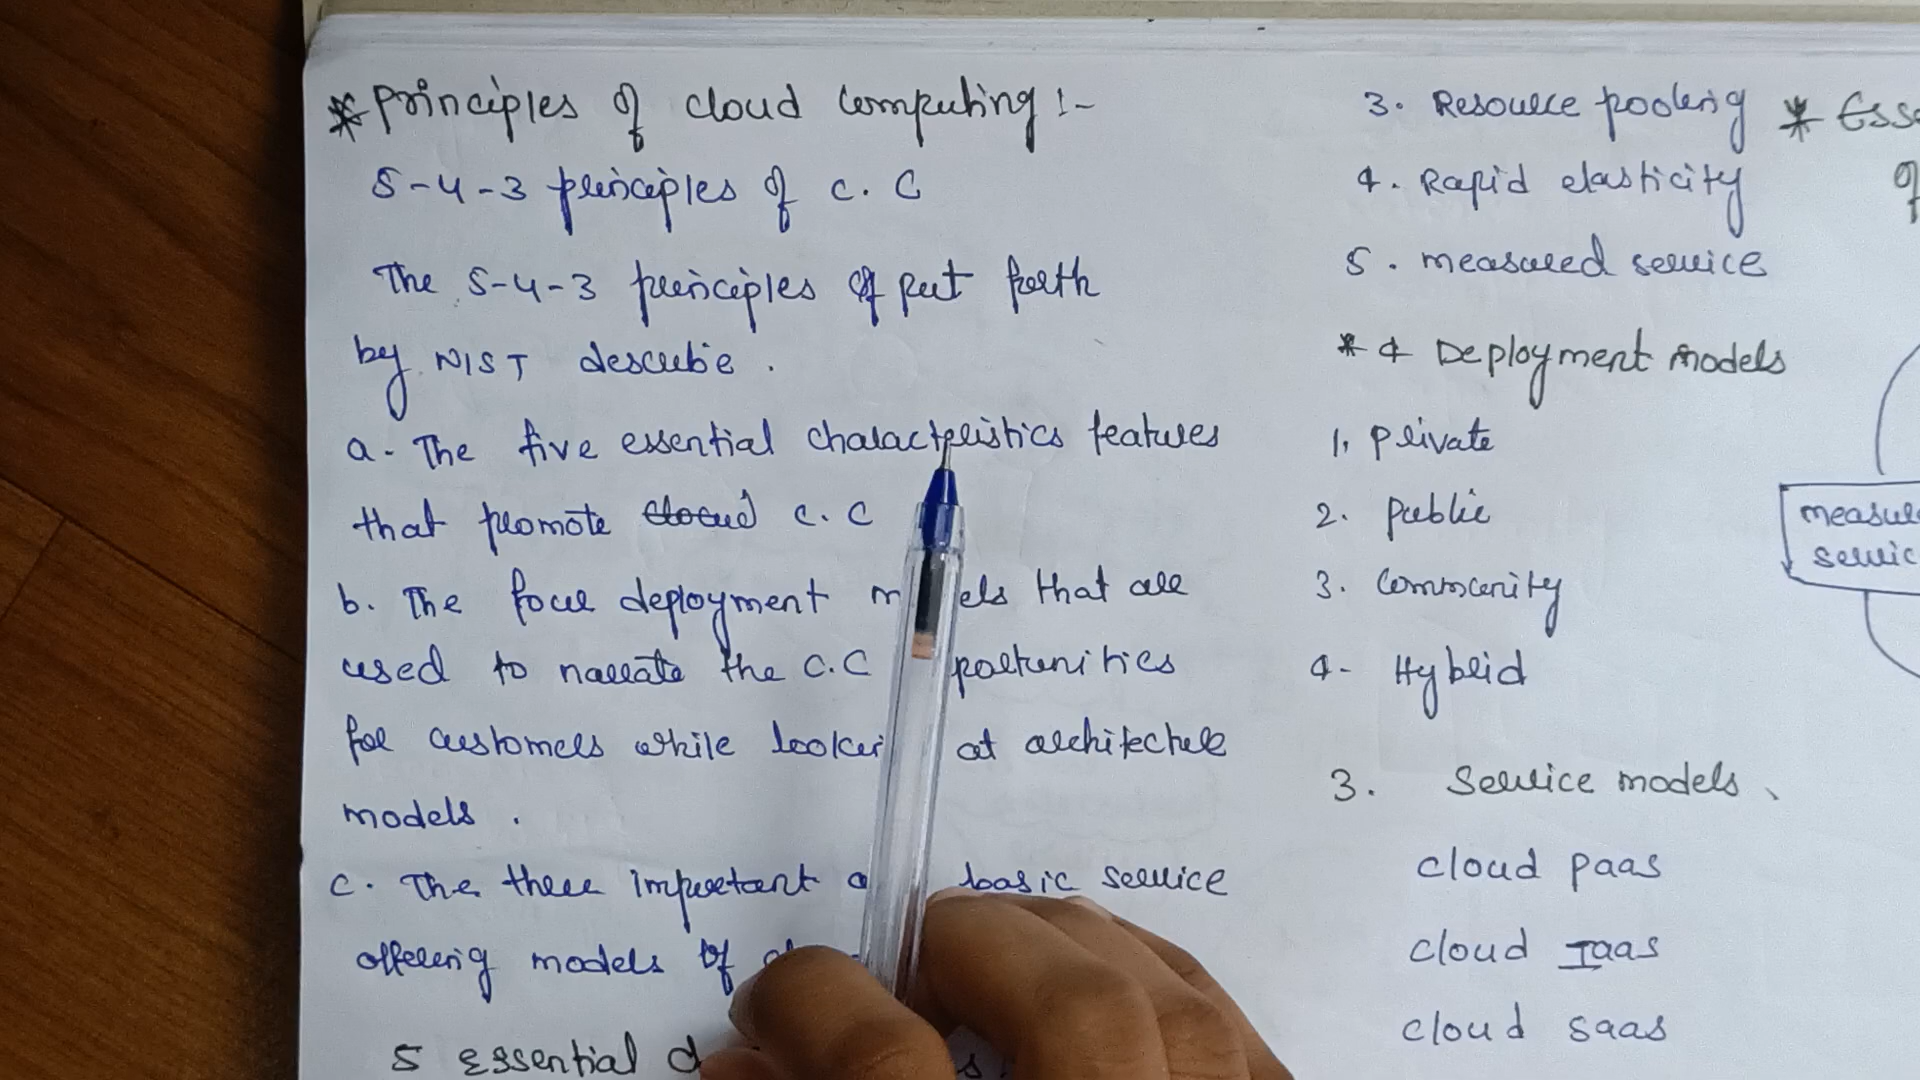 * Principles of cloud Computing :-
5-4-3 principles of C.C
The 5-4-3 principles of put forth
by NIST describe.
a. The five essential characteristics features
that promote cloud C.C
b. The four deployment that are
used to narrate the C.C
for customers while at architecture
models.
c. The three important basic service
offering models of
5 Essential
3. Resource pooling
4. Rapid elasticity
5. measured service
* 4 Deployment models
1. private
2. public
3. Community
4- Hybrid
3. Service models.
cloud paas
cloud Iaas
cloud saas
*